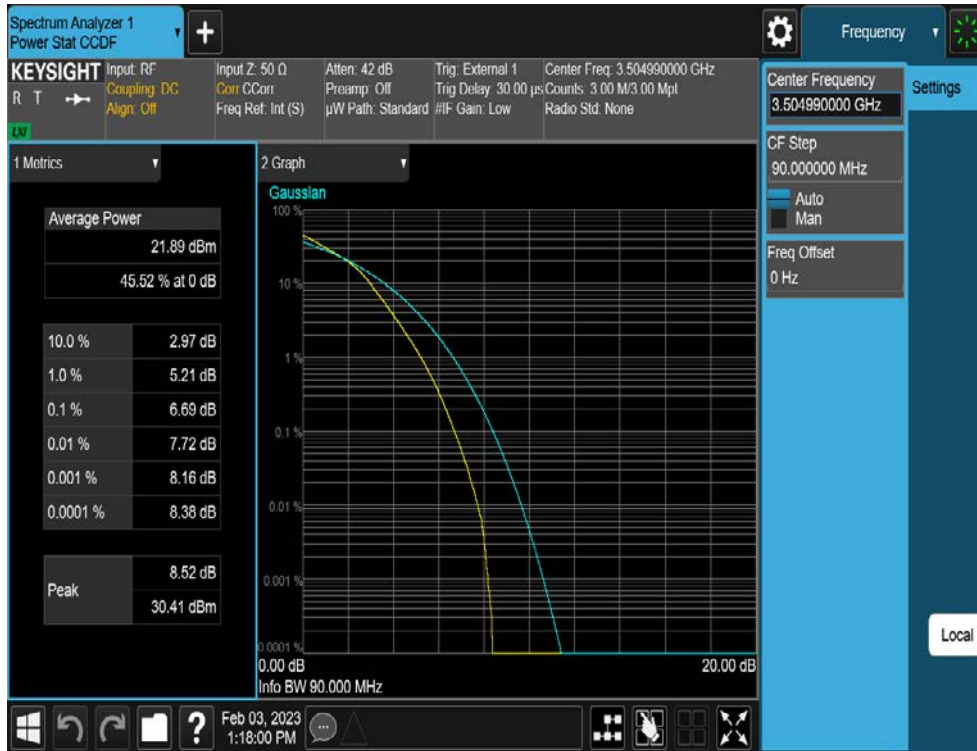 Spectrum Analyzer 1
Power Stat CCDF
+
Frequency
KEYSIGHT
R T
LXI
Input: RF
Coupling: DC
Align: Off
Input Z: 50 Ω
Corr CCorr
Freq Ref: Int (S)
Atten: 42 dB
Preamp: Off
µW Path: Standard
Trig: External 1
Trig Delay: 30.00 µs
#IF Gain: Low
Center Freq: 3.504990000 GHz
Counts: 3.00 M/3.00 Mpt
Radio Std: None
Center Frequency
3.504990000 GHz
Settings
CF Step
90.000000 MHz
Auto
Man
Freq Offset
0 Hz
Local
1 Metrics
Average Power
21.89 dBm
45.52 % at 0 dB
10.0 % 2.97 dB
1.0 % 5.21 dB
0.1 % 6.69 dB
0.01 % 7.72 dB
0.001 % 8.16 dB
0.0001 % 8.38 dB
Peak
8.52 dB
30.41 dBm
2 Graph
Gaussian
100 %
10 %
1 %
0.1 %
0.01 %
0.001 %
0.0001 %
0.00 dB 20.00 dB
Info BW 90.000 MHz
?
Feb 03, 2023
1:18:00 PM